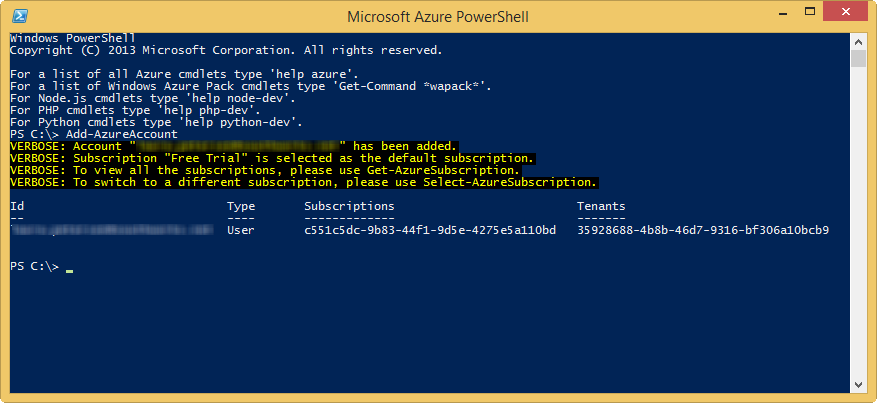 Microsoft Azure PowerShell
Windows PowerShell
Copyright (C) 2013 Microsoft Corporation. All rights reserved.
For a list of all Azure cmdlets type 'help azure'.
For a list of Windows Azure Pack cmdlets type 'Get-Command *wapack*'.
For Node.js cmdlets type 'help node-dev'.
For PHP cmdlets type 'help php-dev'.
For Python cmdlets type 'help python-dev'.
PS C:\> Add-AzureAccount
VERBOSE: Account "" has been added.
VERBOSE: Subscription "Free Trial" is selected as the default subscription.
VERBOSE: To view all the subscriptions, please use Get-AzureSubscription.
VERBOSE: To switch to a different subscription, please use Select-AzureSubscription.
Id Type Subscriptions Tenants
-- ---- ------------- -------
User c551c5dc-9b83-44f1-9d5e-4275e5a110bd 35928688-4b8b-46d7-9316-bf306a10bcb9
PS C:\> _